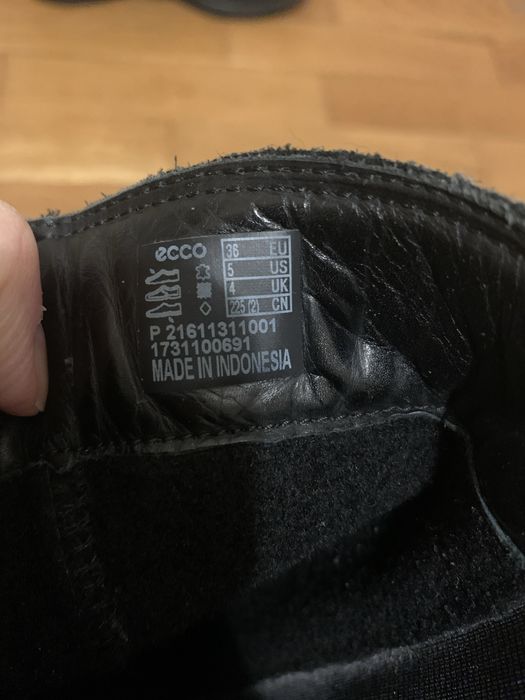 ecco
36 EU
5 US
4 UK
225 (2) CN
P 21611311001
1731100691
MADE IN INDONESIA